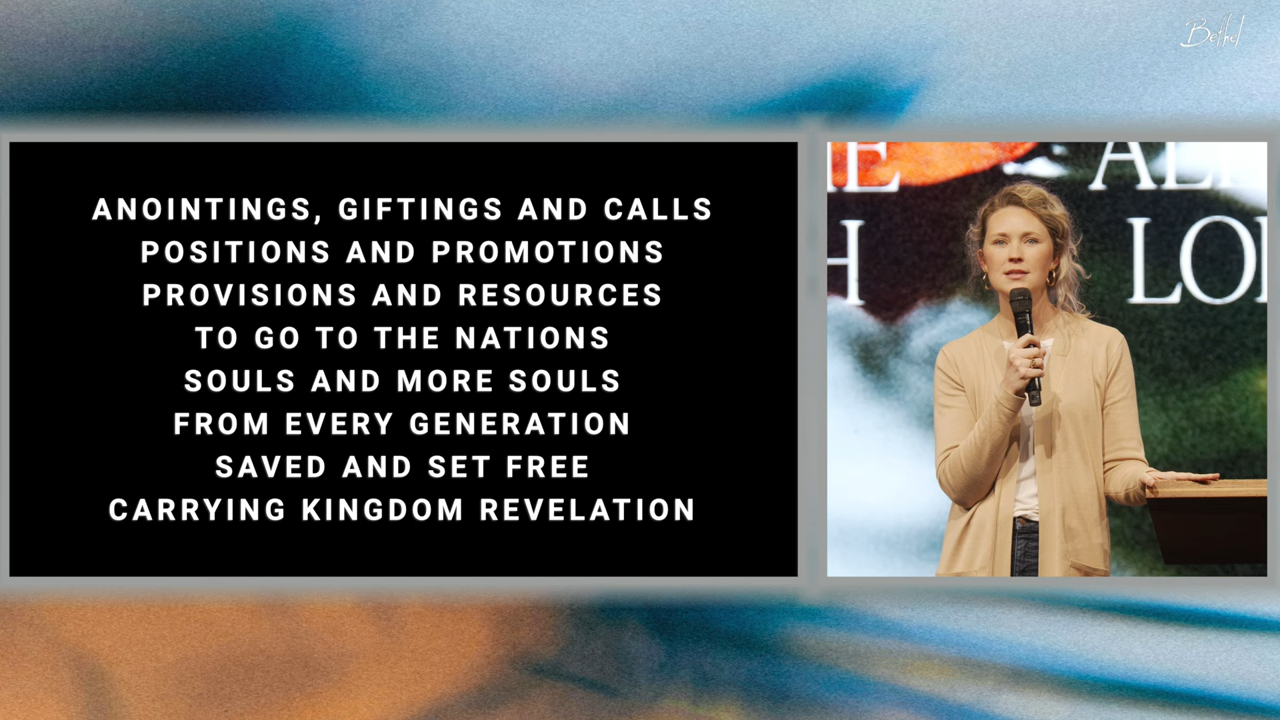 Bethel
ANOINTINGS, GIFTINGS AND CALLS
POSITIONS AND PROMOTIONS
PROVISIONS AND RESOURCES
TO GO TO THE NATIONS
SOULS AND MORE SOULS
FROM EVERY GENERATION
SAVED AND SET FREE
CARRYING KINGDOM REVELATION